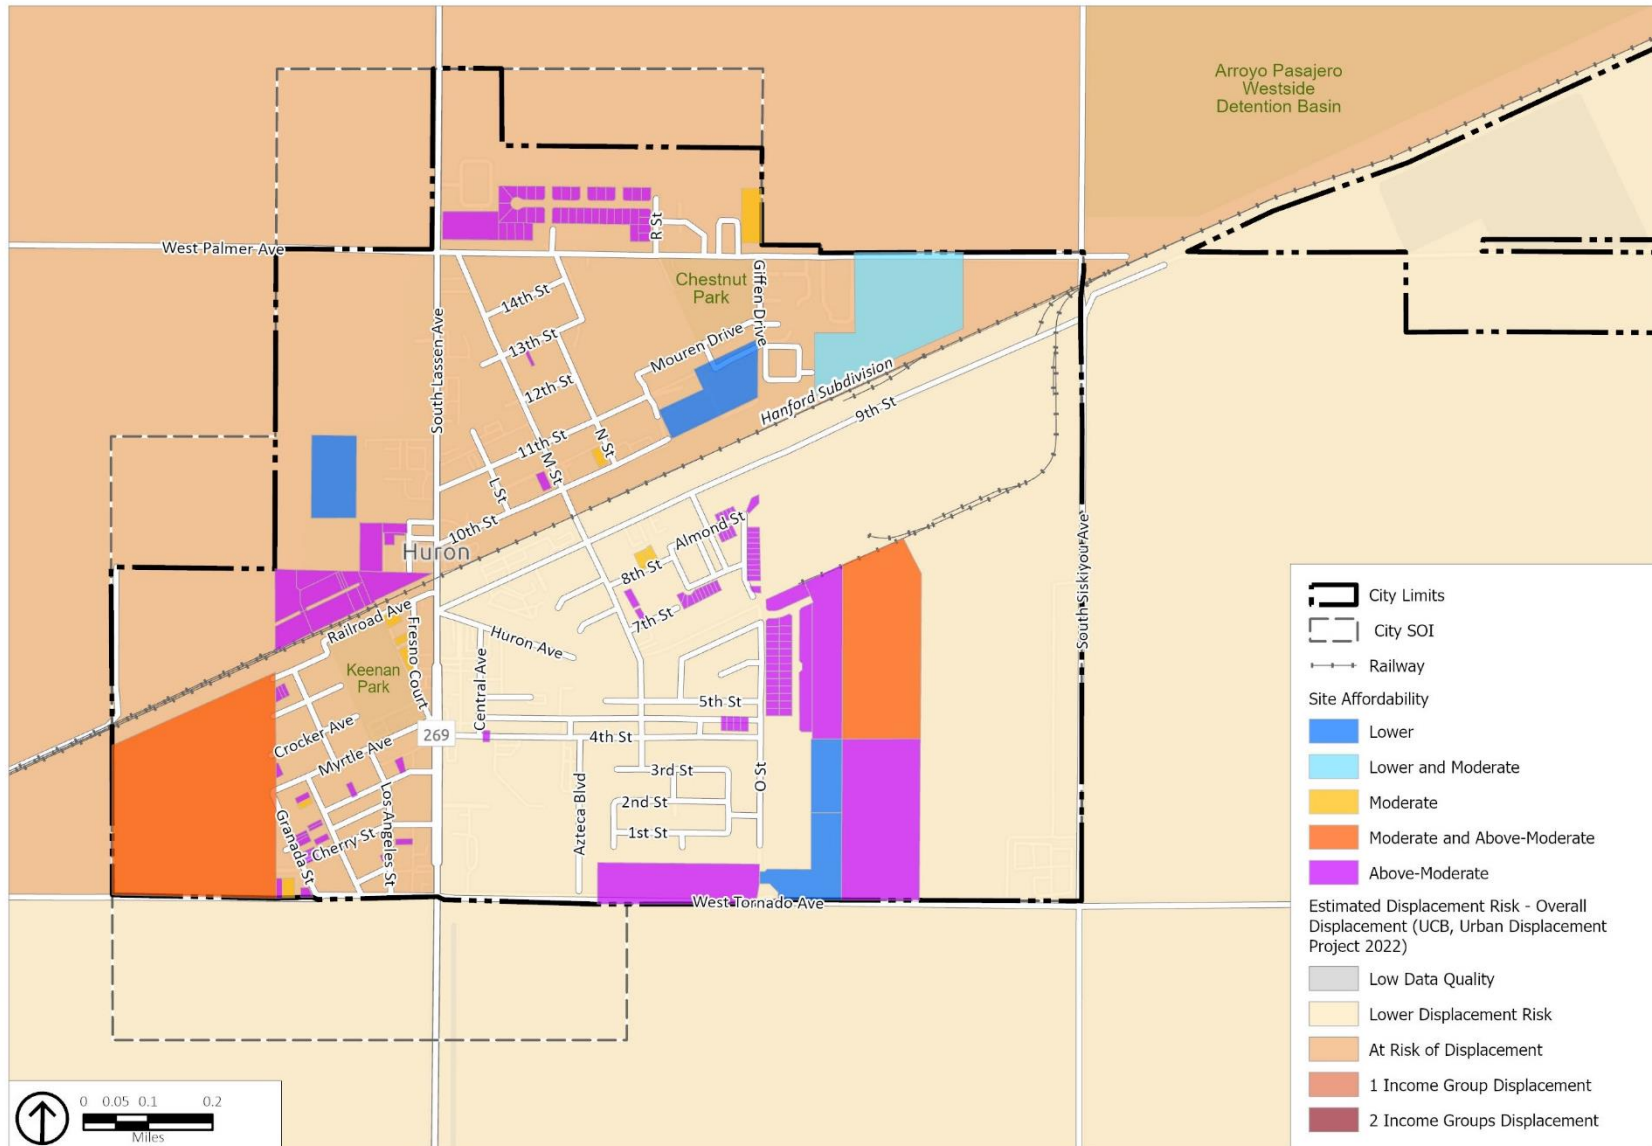 Arroyo Pasajero
Westside
Detention Basin
West Palmer Ave
R St
Chestnut
Park
Giffen Drive
14th St
13th St
12th St
11th St
10th St
South Lassen Ave
Mouren Drive
N St
M St
L St
Hanford Subdivision
9th St
Huron
Almond St
8th St
7th St
Railroad Ave
Fresno Court
Huron Ave
Central Ave
Keenan
Park
5th St
269
4th St
Crocker Ave
Myrtle Ave
3rd St
2nd St
1st St
O St
Azteca Blvd
Los Angeles St
Granada St
Cherry St
West Tornado Ave
South Siskiyou Ave
City Limits
City SOI
Railway
Site Affordability
Lower
Lower and Moderate
Moderate
Moderate and Above-Moderate
Above-Moderate
Estimated Displacement Risk - Overall
Displacement (UCB, Urban Displacement
Project 2022)
Low Data Quality
Lower Displacement Risk
At Risk of Displacement
1 Income Group Displacement
2 Income Groups Displacement
0 0.05 0.1 0.2
Miles